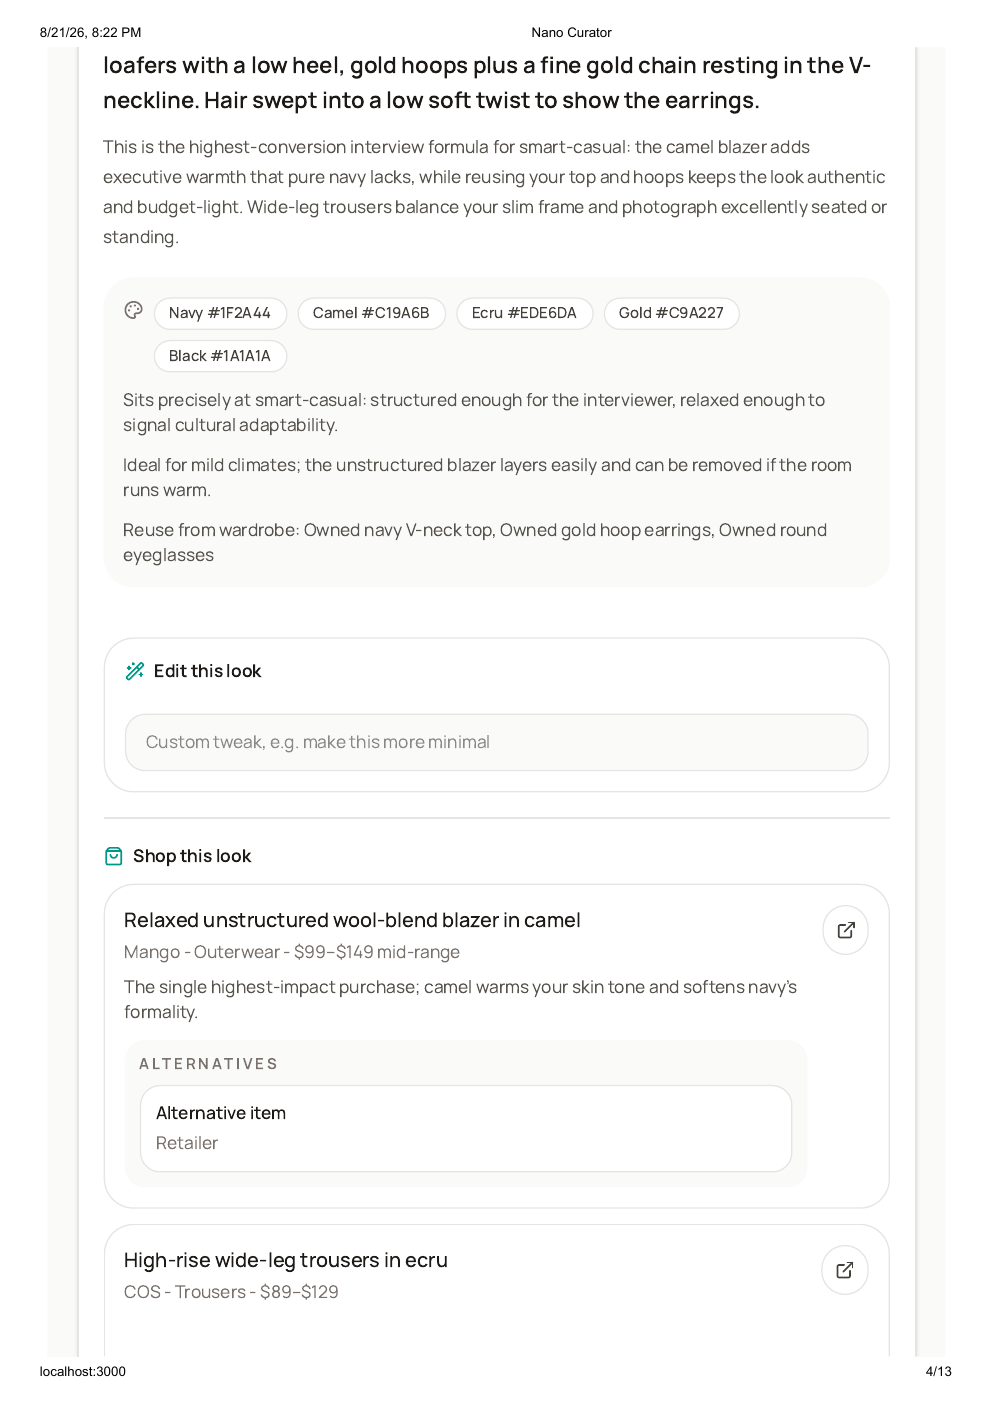 8/21/26, 8:22 PM
Nano Curator
loafers with a low heel, gold hoops plus a fine gold chain resting in the V-
neckline. Hair swept into a low soft twist to show the earrings.
This is the highest-conversion interview formula for smart-casual: the camel blazer adds
executive warmth that pure navy lacks, while reusing your top and hoops keeps the look authentic
and budget-light. Wide-leg trousers balance your slim frame and photograph excellently seated or
standing.
Navy #1F2A44
Camel #C19A6B
Ecru #EDE6DA
Gold #C9A227
Black #1A1A1A
Sits precisely at smart-casual: structured enough for the interviewer, relaxed enough to
signal cultural adaptability.
Ideal for mild climates; the unstructured blazer layers easily and can be removed if the room
runs warm.
Reuse from wardrobe: Owned navy V-neck top, Owned gold hoop earrings, Owned round
eyeglasses
Edit this look
Custom tweak, e.g. make this more minimal
Shop this look
Relaxed unstructured wool-blend blazer in camel
Mango - Outerwear - $99–$149 mid-range
The single highest-impact purchase; camel warms your skin tone and softens navy's
formality.
ALTERNATIVES
Alternative item
Retailer
High-rise wide-leg trousers in ecru
COS - Trousers - $89–$129
localhost:3000
4/13